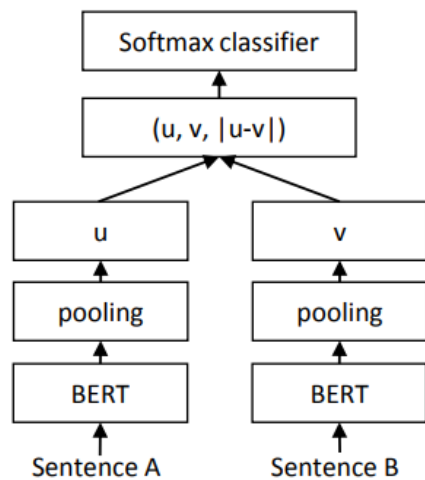 Softmax classifier
(u, v, |u-v|)
u
v
pooling
pooling
BERT
BERT
Sentence A
Sentence B